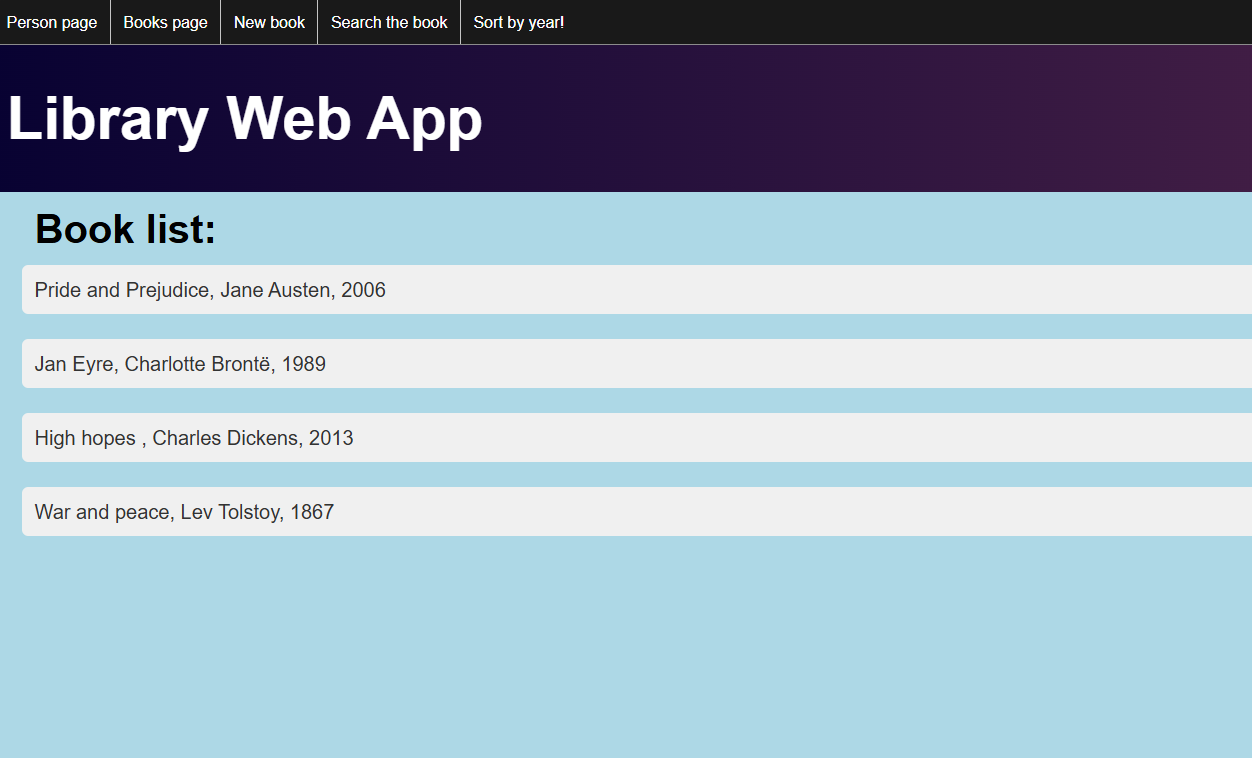 Person page Books page New book Search the book Sort by year!
Library Web App
Book list:
Pride and Prejudice, Jane Austen, 2006
Jan Eyre, Charlotte Brontë, 1989
High hopes , Charles Dickens, 2013
War and peace, Lev Tolstoy, 1867